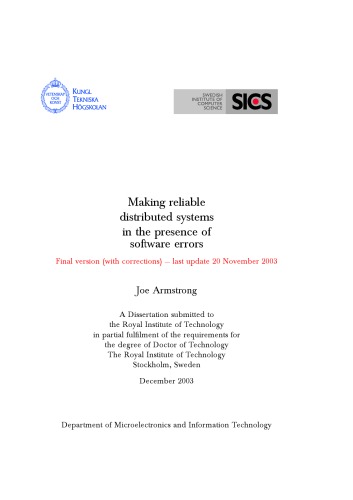 VETENSKAP
OCH
KONST
KUNGL
TEKNISKA
HÖGSKOLAN
SWEDISH
INSTITUTE OF
COMPUTER
SCIENCE
SICS
Making reliable
distributed systems
in the presence of
software errors
Final version (with corrections) — last update 20 November 2003
Joe Armstrong
A Dissertation submitted to
the Royal Institute of Technology
in partial fulfilment of the requirements for
the degree of Doctor of Technology
The Royal Institute of Technology
Stockholm, Sweden
December 2003
Department of Microelectronics and Information Technology